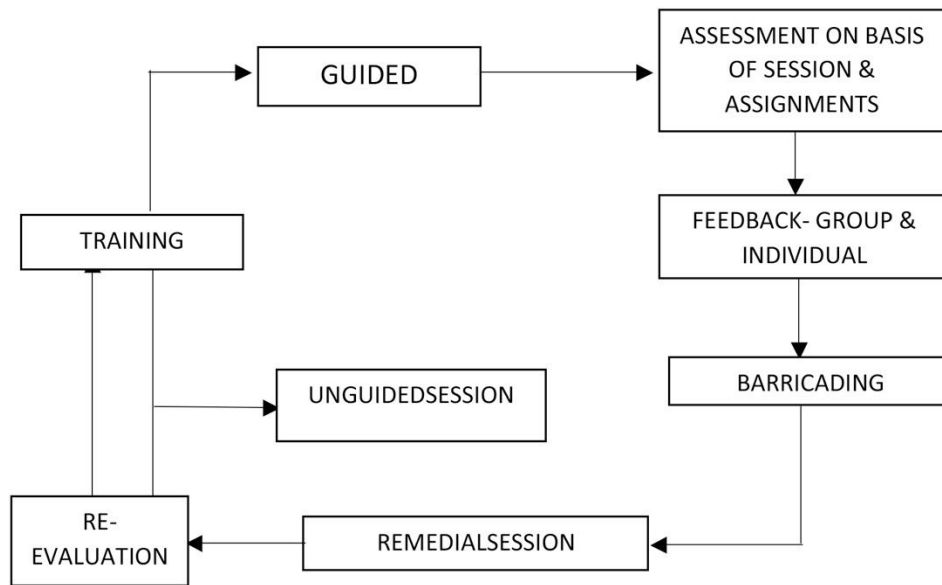 GUIDED
ASSESSMENT ON BASIS
OF SESSION &
ASSIGNMENTS
TRAINING
FEEDBACK- GROUP &
INDIVIDUAL
UNGUIDEDSESSION
BARRICADING
RE-
EVALUATION
REMEDIALSESSION